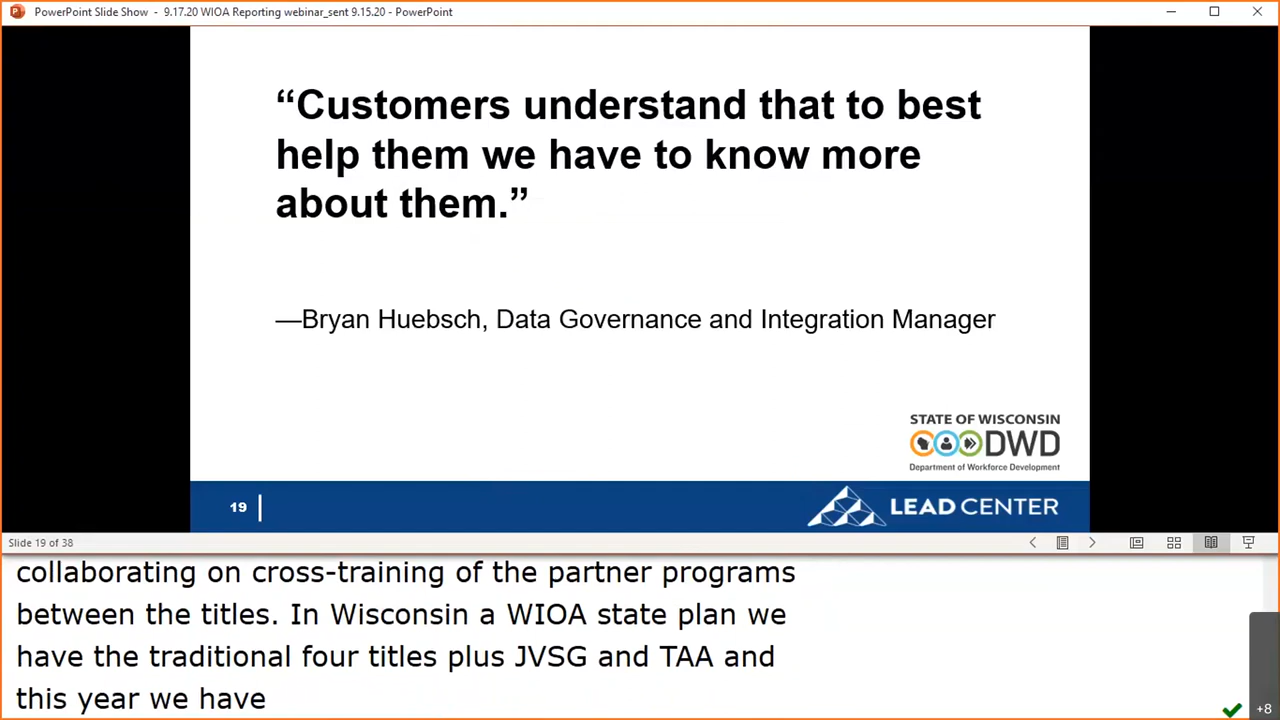 PowerPoint Slide Show - 9.17.20 WIOA Reporting webinar_sent 9.15.20 - PowerPoint
“Customers understand that to best
help them we have to know more
about them.”
—Bryan Huebsch, Data Governance and Integration Manager
STATE OF WISCONSIN
DWD
Department of Workforce Development
19
LEAD CENTER
Slide 19 of 38
collaborating on cross-training of the partner programs
between the titles. In Wisconsin a WIOA state plan we
have the traditional four titles plus JVSG and TAA and
this year we have
+8